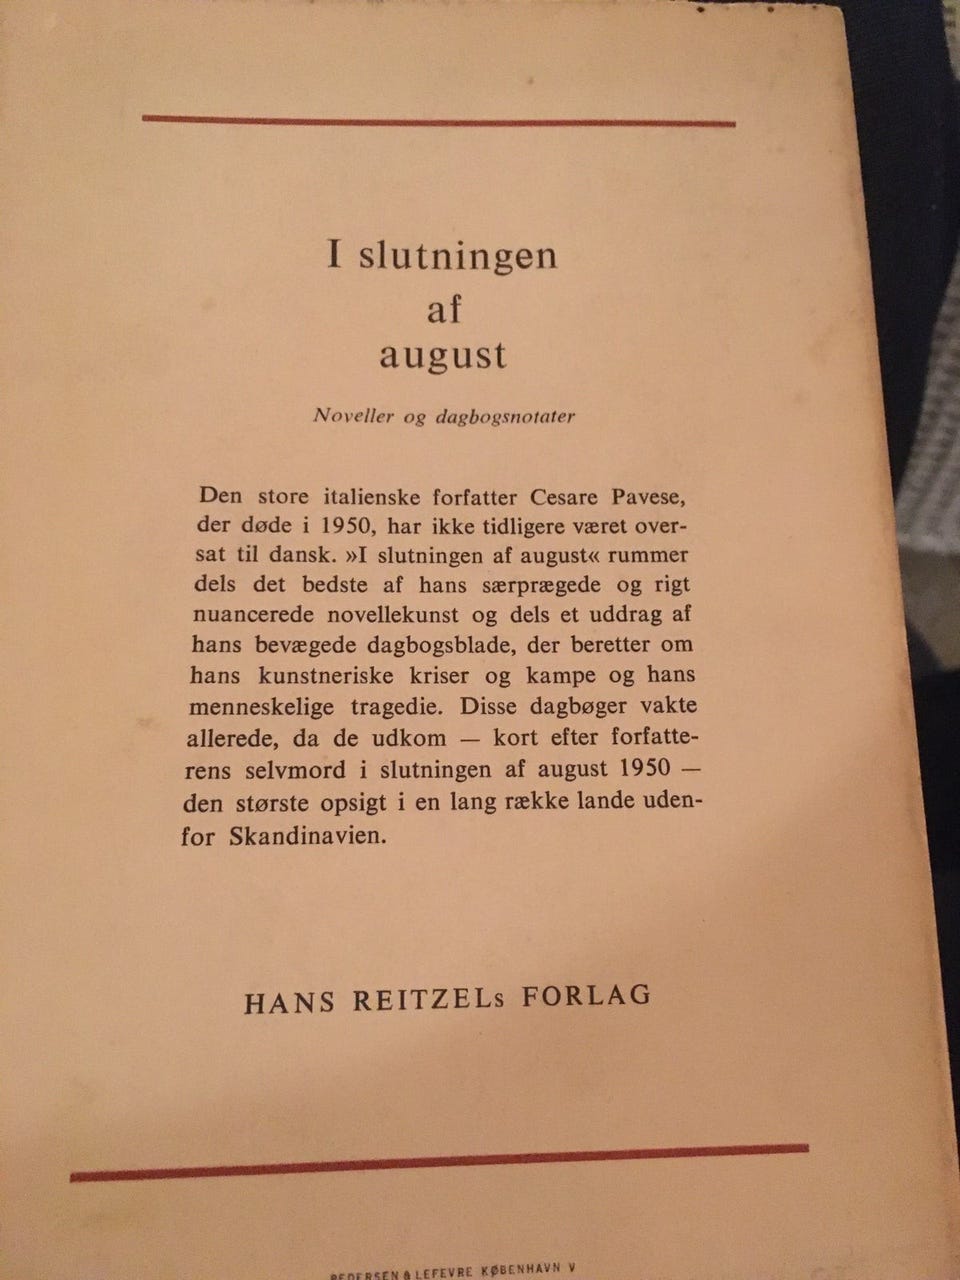 I slutningen
af
august
Noveller og dagbogsnotater
Den store italienske forfatter Cesare Pavese,
der døde i 1950, har ikke tidligere været over-
sat til dansk. »I slutningen af august« rummer
dels det bedste af hans særprægede og rigt
nuancerede novellekunst og dels et uddrag af
hans bevægede dagbogsblade, der beretter om
hans kunstneriske kriser og kampe og hans
menneskelige tragedie. Disse dagbøger vakte
allerede, da de udkom — kort efter forfatte-
rens selvmord i slutningen af august 1950 —
den største opsigt i en lang række lande uden-
for Skandinavien.
HANS REITZELs FORLAG
PEDERSEN & LEFEVRE KØBENHAVN V